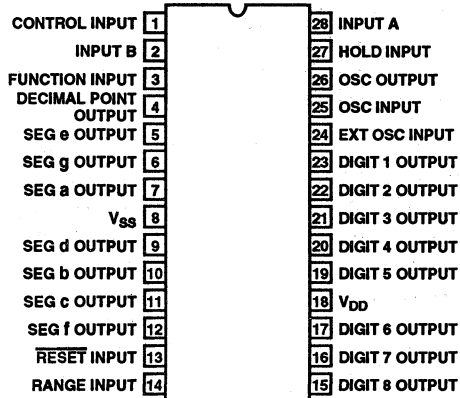 CONTROL INPUT 1 28 INPUT A
INPUT B 2 27 HOLD INPUT
FUNCTION INPUT 3 26 OSC OUTPUT
DECIMAL POINT
OUTPUT 4 25 OSC INPUT
SEG e OUTPUT 5 24 EXT OSC INPUT
SEG g OUTPUT 6 23 DIGIT 1 OUTPUT
SEG a OUTPUT 7 22 DIGIT 2 OUTPUT
VSS 8 21 DIGIT 3 OUTPUT
SEG d OUTPUT 9 20 DIGIT 4 OUTPUT
SEG b OUTPUT 10 19 DIGIT 5 OUTPUT
SEG c OUTPUT 11 18 VDD
SEG f OUTPUT 12 17 DIGIT 6 OUTPUT
RESET INPUT 13 16 DIGIT 7 OUTPUT
RANGE INPUT 14 15 DIGIT 8 OUTPUT